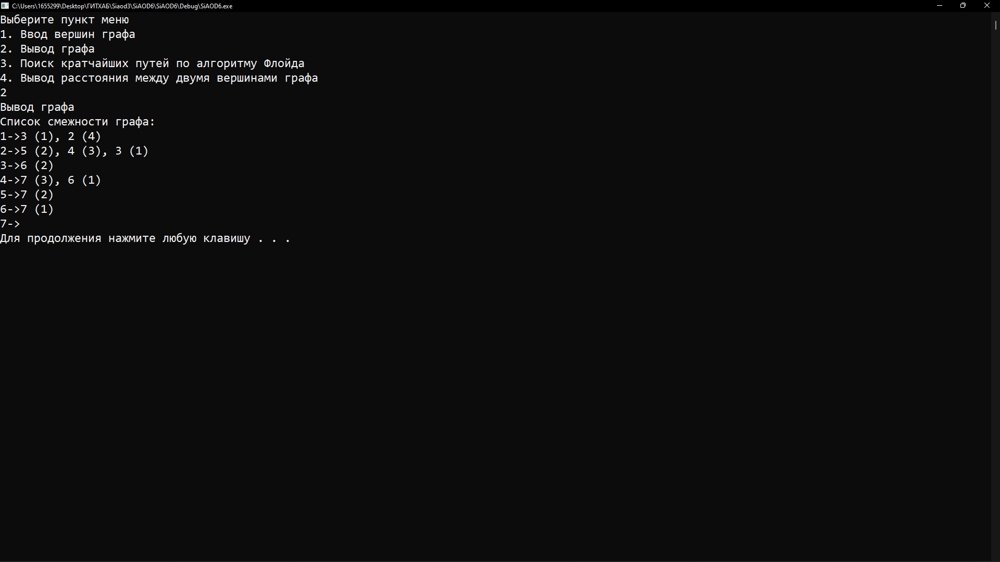 C:\Users\1655299\Desktop\ГИТХАБ\Siaod3\SiAOD6\SiAOD6\Debug\SiAOD6.exe
Выберите пункт меню
1. Ввод вершин графа
2. Вывод графа
3. Поиск кратчайших путей по алгоритму Флойда
4. Вывод расстояния между двумя вершинами графа
2
Вывод графа
Список смежности графа:
1->3 (1), 2 (4)
2->5 (2), 4 (3), 3 (1)
3->6 (2)
4->7 (3), 6 (1)
5->7 (2)
6->7 (1)
7->
Для продолжения нажмите любую клавишу . . .